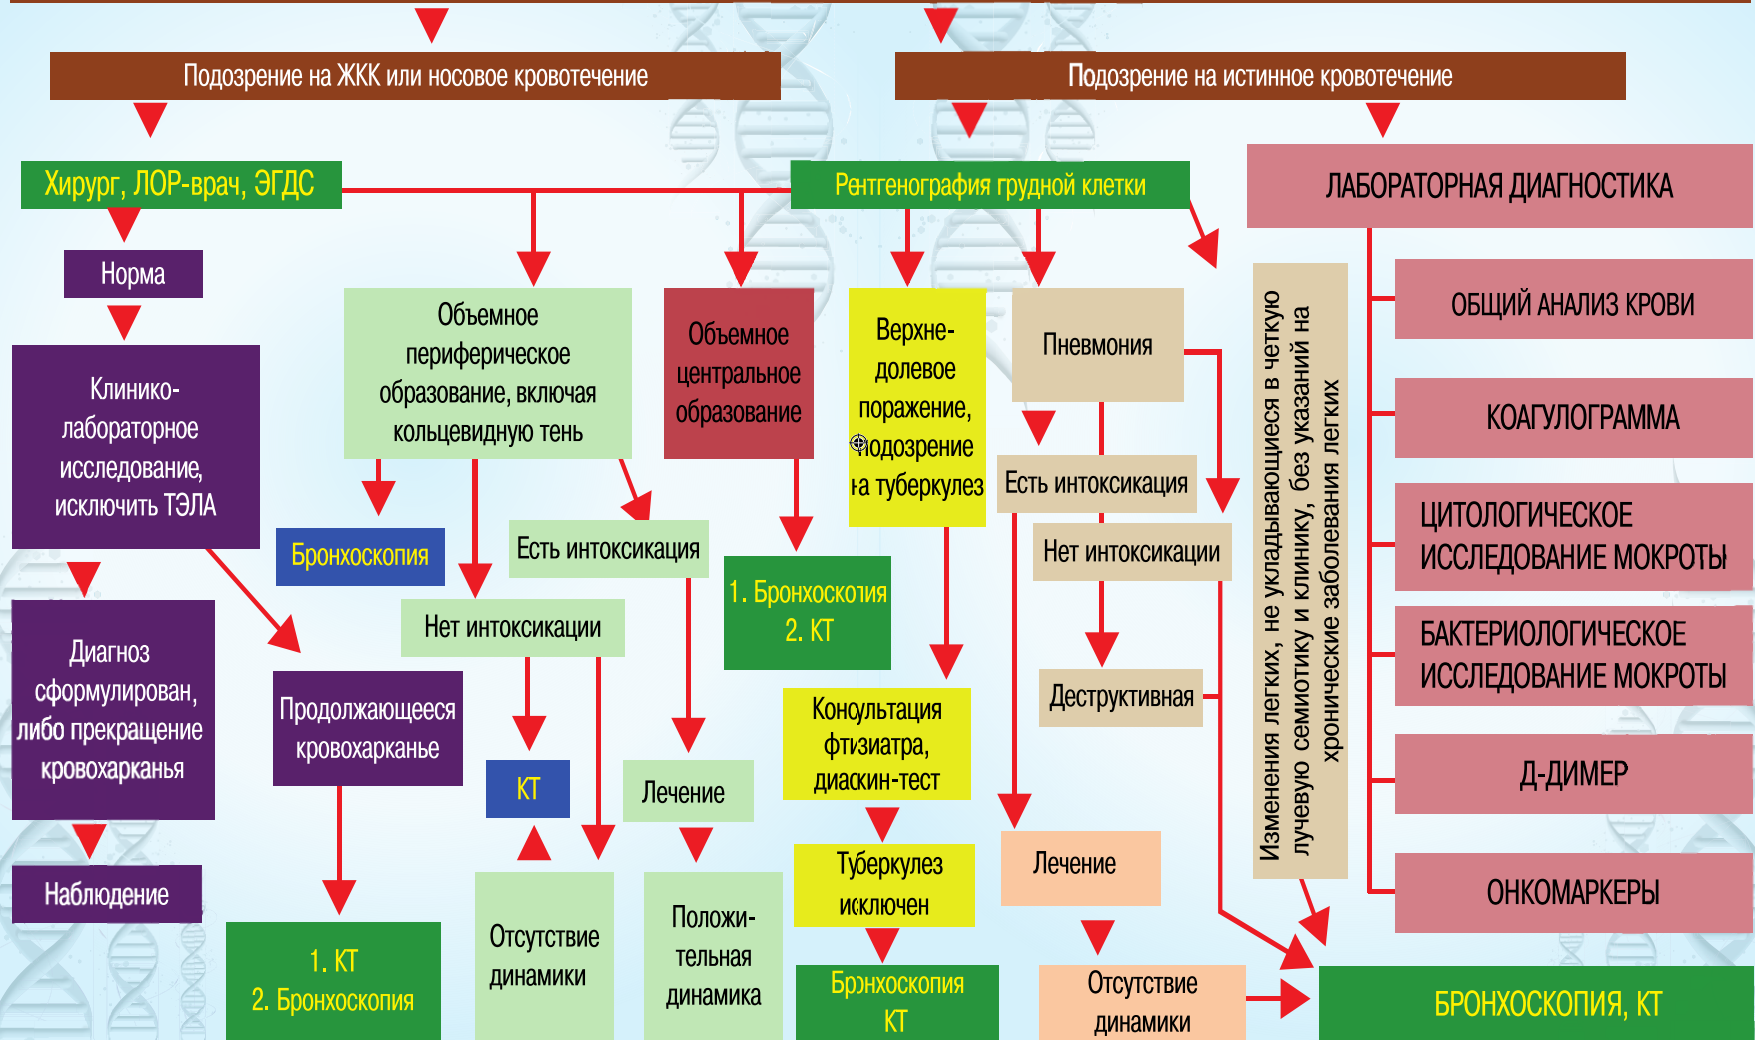 Подозрение на ЖКК или носовое кровотечение
Подозрение на истинное кровотечение
Хирург, ЛОР-врач, ЭГДС
Рентгенография грудной клетки
ЛАБОРАТОРНАЯ ДИАГНОСТИКА
Норма
Клинико-
лабораторное
исследование,
исключить ТЭЛА
Диагноз
сформулирован,
либо прекращение
кровохарканья
Наблюдение
Продолжающееся
кровохарканье
1. КТ
2. Бронхоскопия
Объемное
периферическое
образование, включая
кольцевидную тень
Бронхоскопия
Есть интоксикация
Нет интоксикации
КТ
Отсутствие
динамики
Лечение
Положи-
тельная
динамика
Объемное
центральное
образование
1. Бронхоскопия
2. КТ
Верхне-
долевое
поражение,
подозрение
на туберкулез
Консультация
фтизиатра,
диаскин-тест
Туберкулез
исключен
Бронхоскопия
КТ
Пневмония
Есть интоксикация
Нет интоксикации
Деструктивная
Лечение
Отсутствие
динамики
Изменения легких, не укладывающиеся в четкую
лучевую семиотику и клинику, без указаний на
хронические заболевания легких
ОБЩИЙ АНАЛИЗ КРОВИ
КОАГУЛОГРАММА
ЦИТОЛОГИЧЕСКОЕ
ИССЛЕДОВАНИЕ МОКРОТЫ
БАКТЕРИОЛОГИЧЕСКОЕ
ИССЛЕДОВАНИЕ МОКРОТЫ
Д-ДИМЕР
ОНКОМАРКЕРЫ
БРОНХОСКОПИЯ, КТ